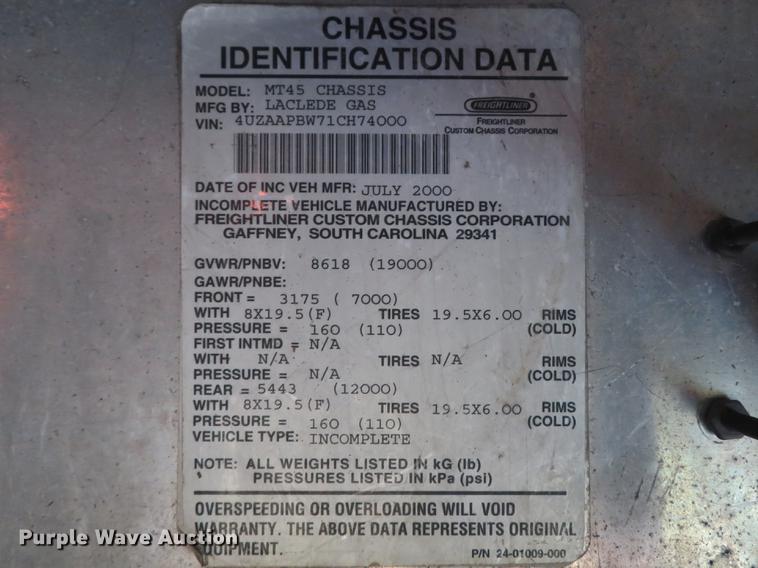 CHASSIS
IDENTIFICATION DATA
MODEL: MT45 CHASSIS
MFG BY: LACLEDE GAS
VIN: 4UZAAPBW71CH74000
FREIGHTLINER
FREIGHTLINER
CUSTOM CHASSIS CORPORATION
DATE OF INC VEH MFR: JULY 2000
INCOMPLETE VEHICLE MANUFACTURED BY:
FREIGHTLINER CUSTOM CHASSIS CORPORATION
GAFFNEY, SOUTH CAROLINA 29341
GVWR/PNBV: 8618 (19000)
GAWR/PNBE:
FRONT = 3175 ( 7000)
WITH 8X19.5(F) TIRES 19.5X6.00 RIMS
PRESSURE = 160 (110) (COLD)
FIRST INTMD = N/A
WITH N/A TIRES N/A RIMS
PRESSURE = N/A (COLD)
REAR = 5443 (12000)
WITH 8X19.5(F) TIRES 19.5X6.00 RIMS
PRESSURE = 160 (110) (COLD)
VEHICLE TYPE: INCOMPLETE
NOTE: ALL WEIGHTS LISTED IN kG (lb)
PRESSURES LISTED IN kPa (psi)
OVERSPEEDING OR OVERLOADING WILL VOID
WARRANTY. THE ABOVE DATA REPRESENTS ORIGINAL
EQUIPMENT. P/N 24-01009-000
Purple Wave Auction